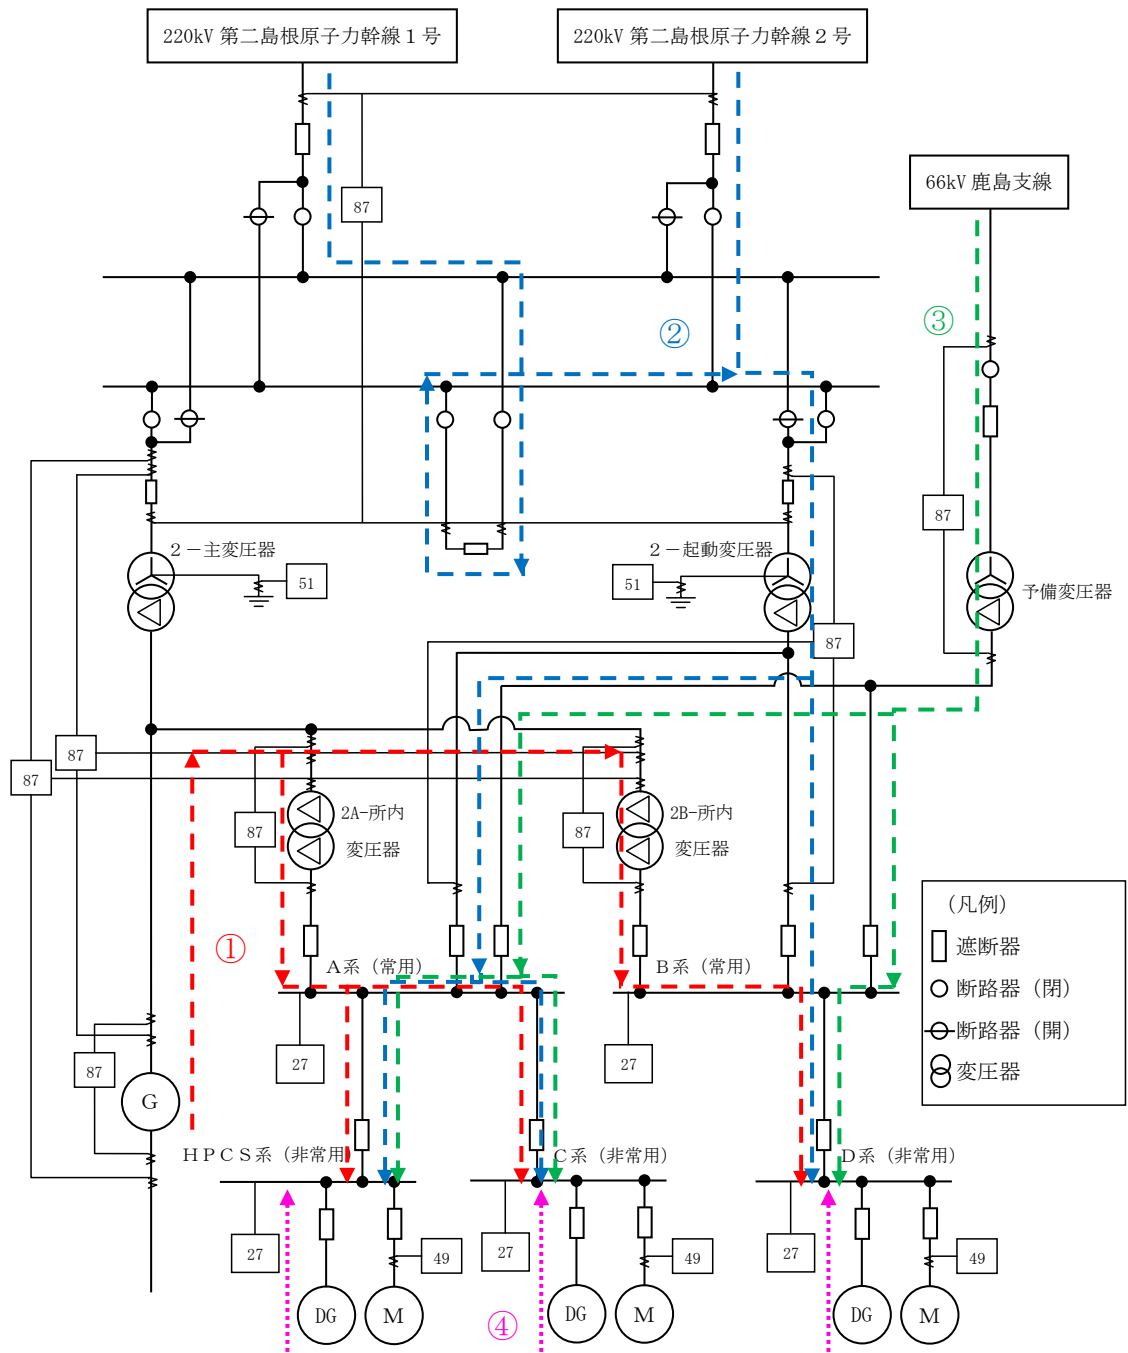 220kV 第二島根原子力幹線１号
220kV 第二島根原子力幹線２号
66kV 鹿島支線
87
③
②
87
２－主変圧器
２－起動変圧器
51
51
予備変圧器
87
87
87
87
2A-所内
変圧器
87
2B-所内
変圧器
(凡例)
遮断器
断路器（閉）
断路器（開）
変圧器
①
Ａ系（常用）
Ｂ系（常用）
27
27
87
G
ＨＰＣＳ系（非常用）
Ｃ系（非常用）
Ｄ系（非常用）
27
49
27
49
27
49
DG
M
④
DG
M
DG
M